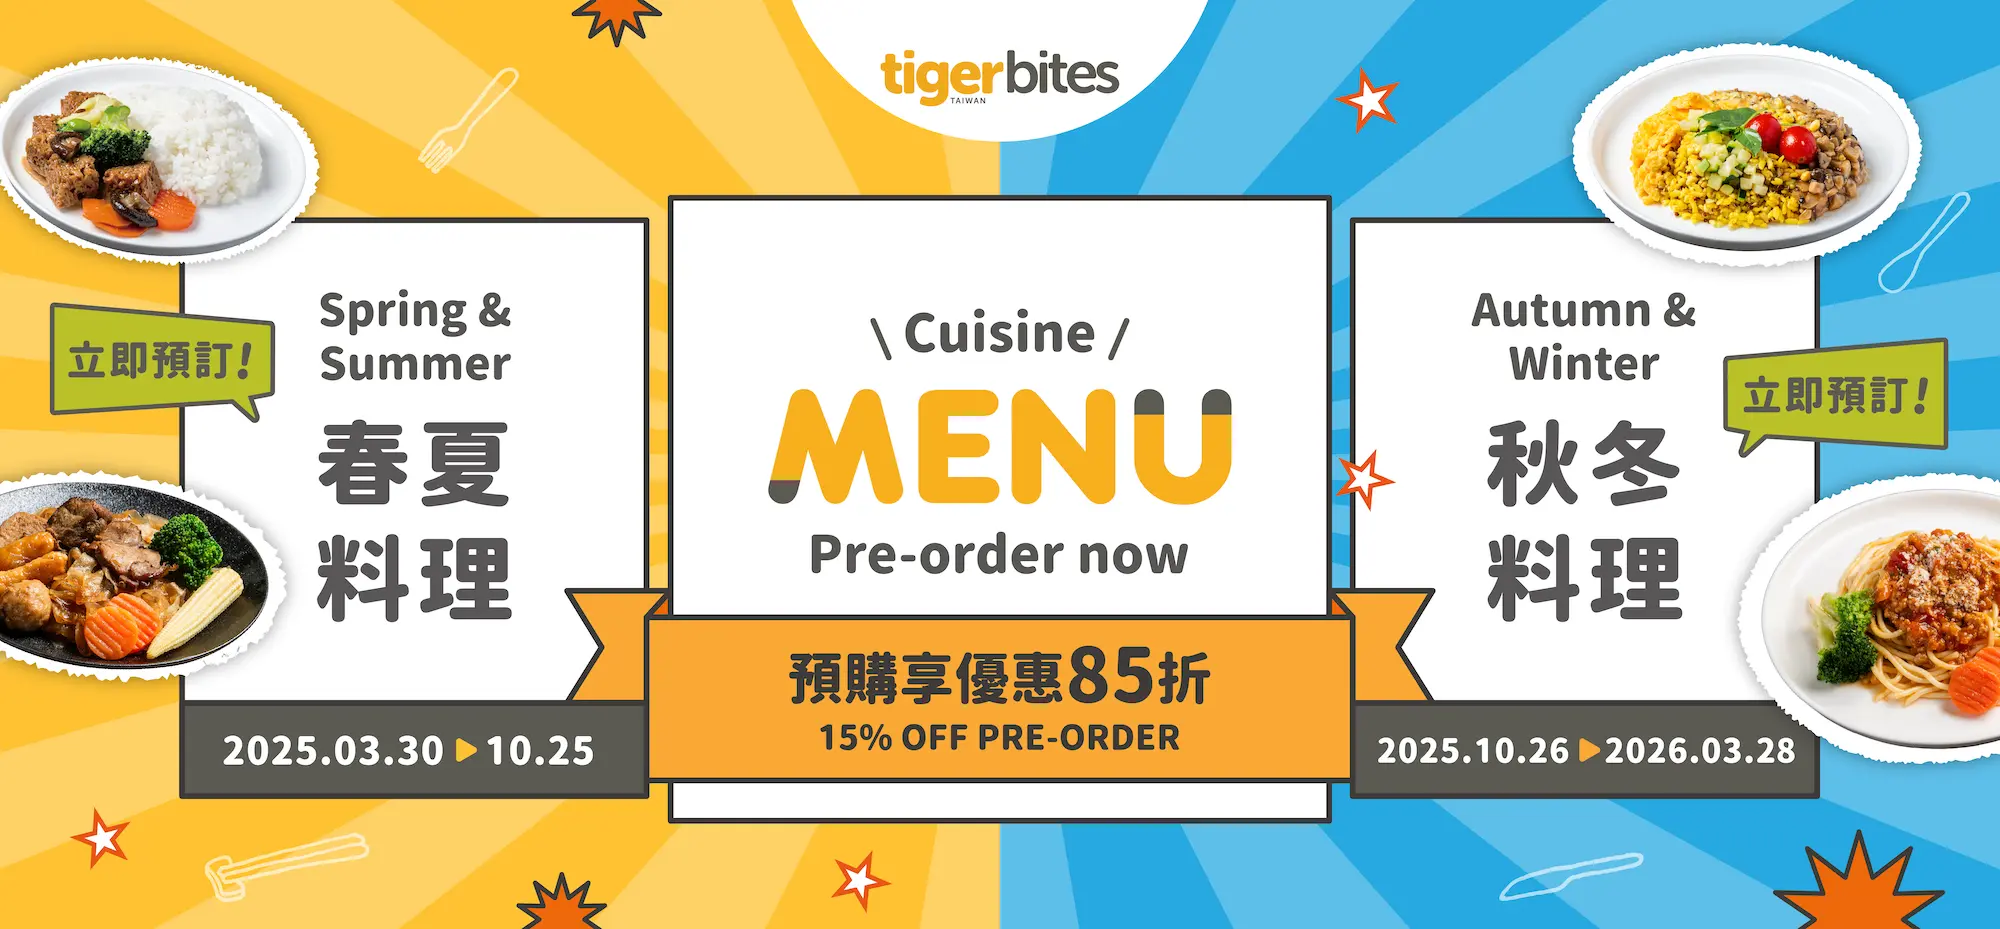 tigerbites
TAIWAN
立即預訂!
Spring &
Summer
春夏
料理
2025.03.30 ▶ 10.25
\ Cuisine /
MENU
Pre-order now
預購享優惠85折
15% OFF PRE-ORDER
Autumn &
Winter
秋冬
料理
立即預訂!
2025.10.26 ▶ 2026.03.28